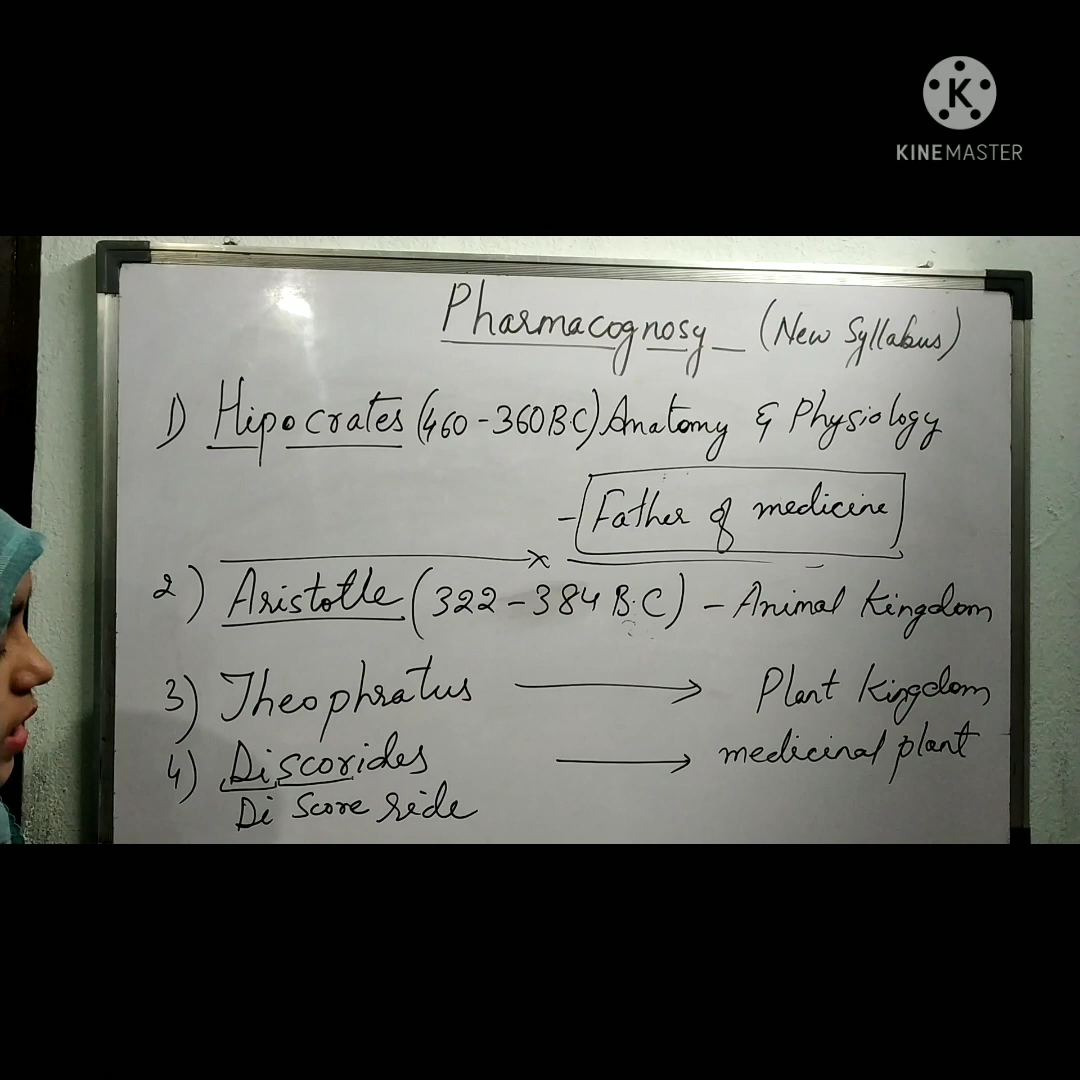 K
KINEMASTER
Pharmacognosy (New Syllabus)
1) Hipocrates (460-360 B.C) Anatomy & Physiology
- Father of medicine
2) Aristotle (322-384 B.C) - Animal Kingdom
3) Theophratus → Plant Kingdom
4) Discorides → medicinal plant
Di Score ride